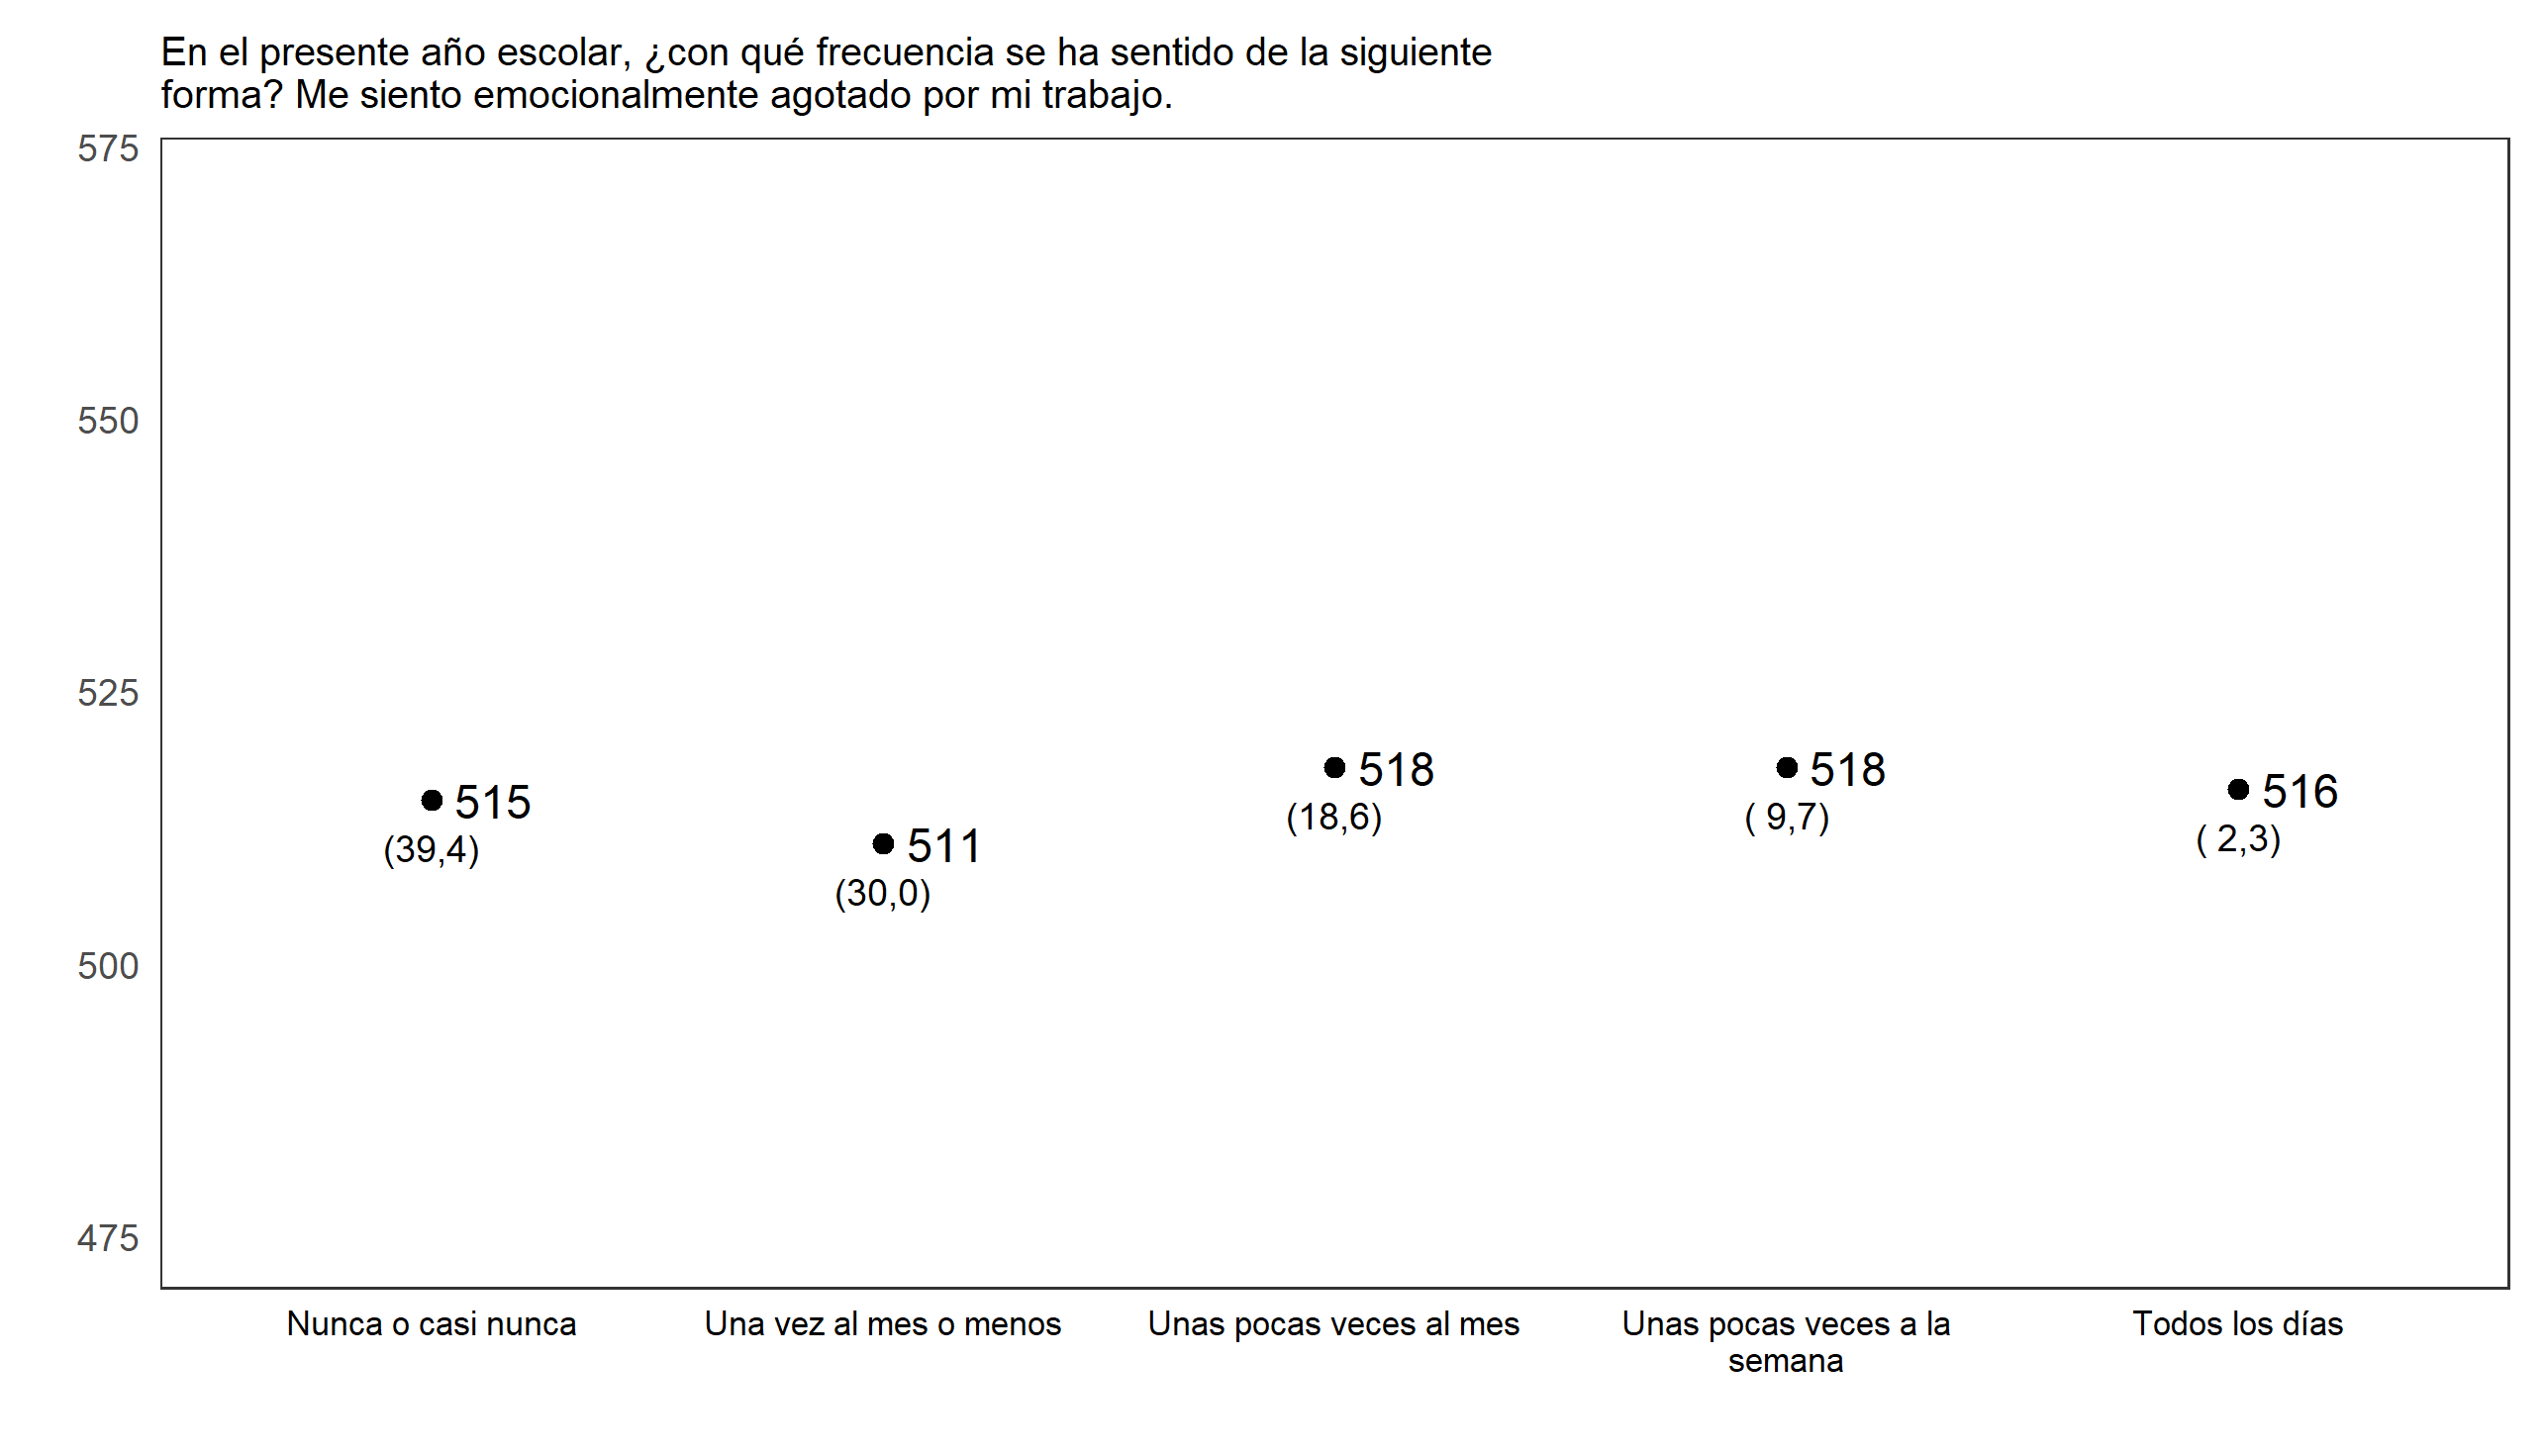 En el presente año escolar, ¿con qué frecuencia se ha sentido de la siguiente
forma? Me siento emocionalmente agotado por mi trabajo.
575
550
525
500
475
515
(39,4)
511
(30,0)
518
(18,6)
518
( 9,7)
516
( 2,3)
Nunca o casi nunca
Una vez al mes o menos
Unas pocas veces al mes
Unas pocas veces a la
semana
Todos los días